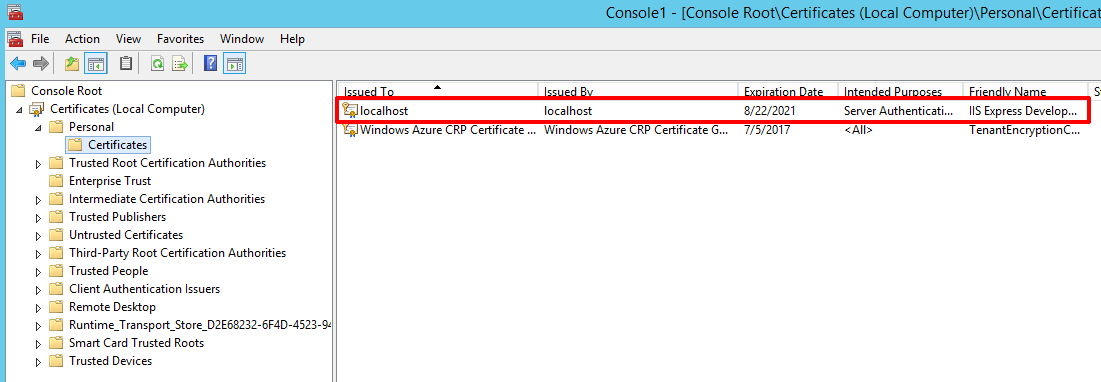 Console1 - [Console Root\Certificates (Local Computer)\Personal\Certificat
File Action View Favorites Window Help
Console Root
Certificates (Local Computer)
Personal
Certificates
Trusted Root Certification Authorities
Enterprise Trust
Intermediate Certification Authorities
Trusted Publishers
Untrusted Certificates
Third-Party Root Certification Authorities
Trusted People
Client Authentication Issuers
Remote Desktop
Runtime_Transport_Store_D2E68232-6F4D-4523-94
Smart Card Trusted Roots
Trusted Devices
Issued To Issued By Expiration Date Intended Purposes Friendly Name St
localhost localhost 8/22/2021 Server Authenticati... IIS Express Develop...
Windows Azure CRP Certificate ... Windows Azure CRP Certificate G... 7/5/2017 <All> TenantEncryptionC...